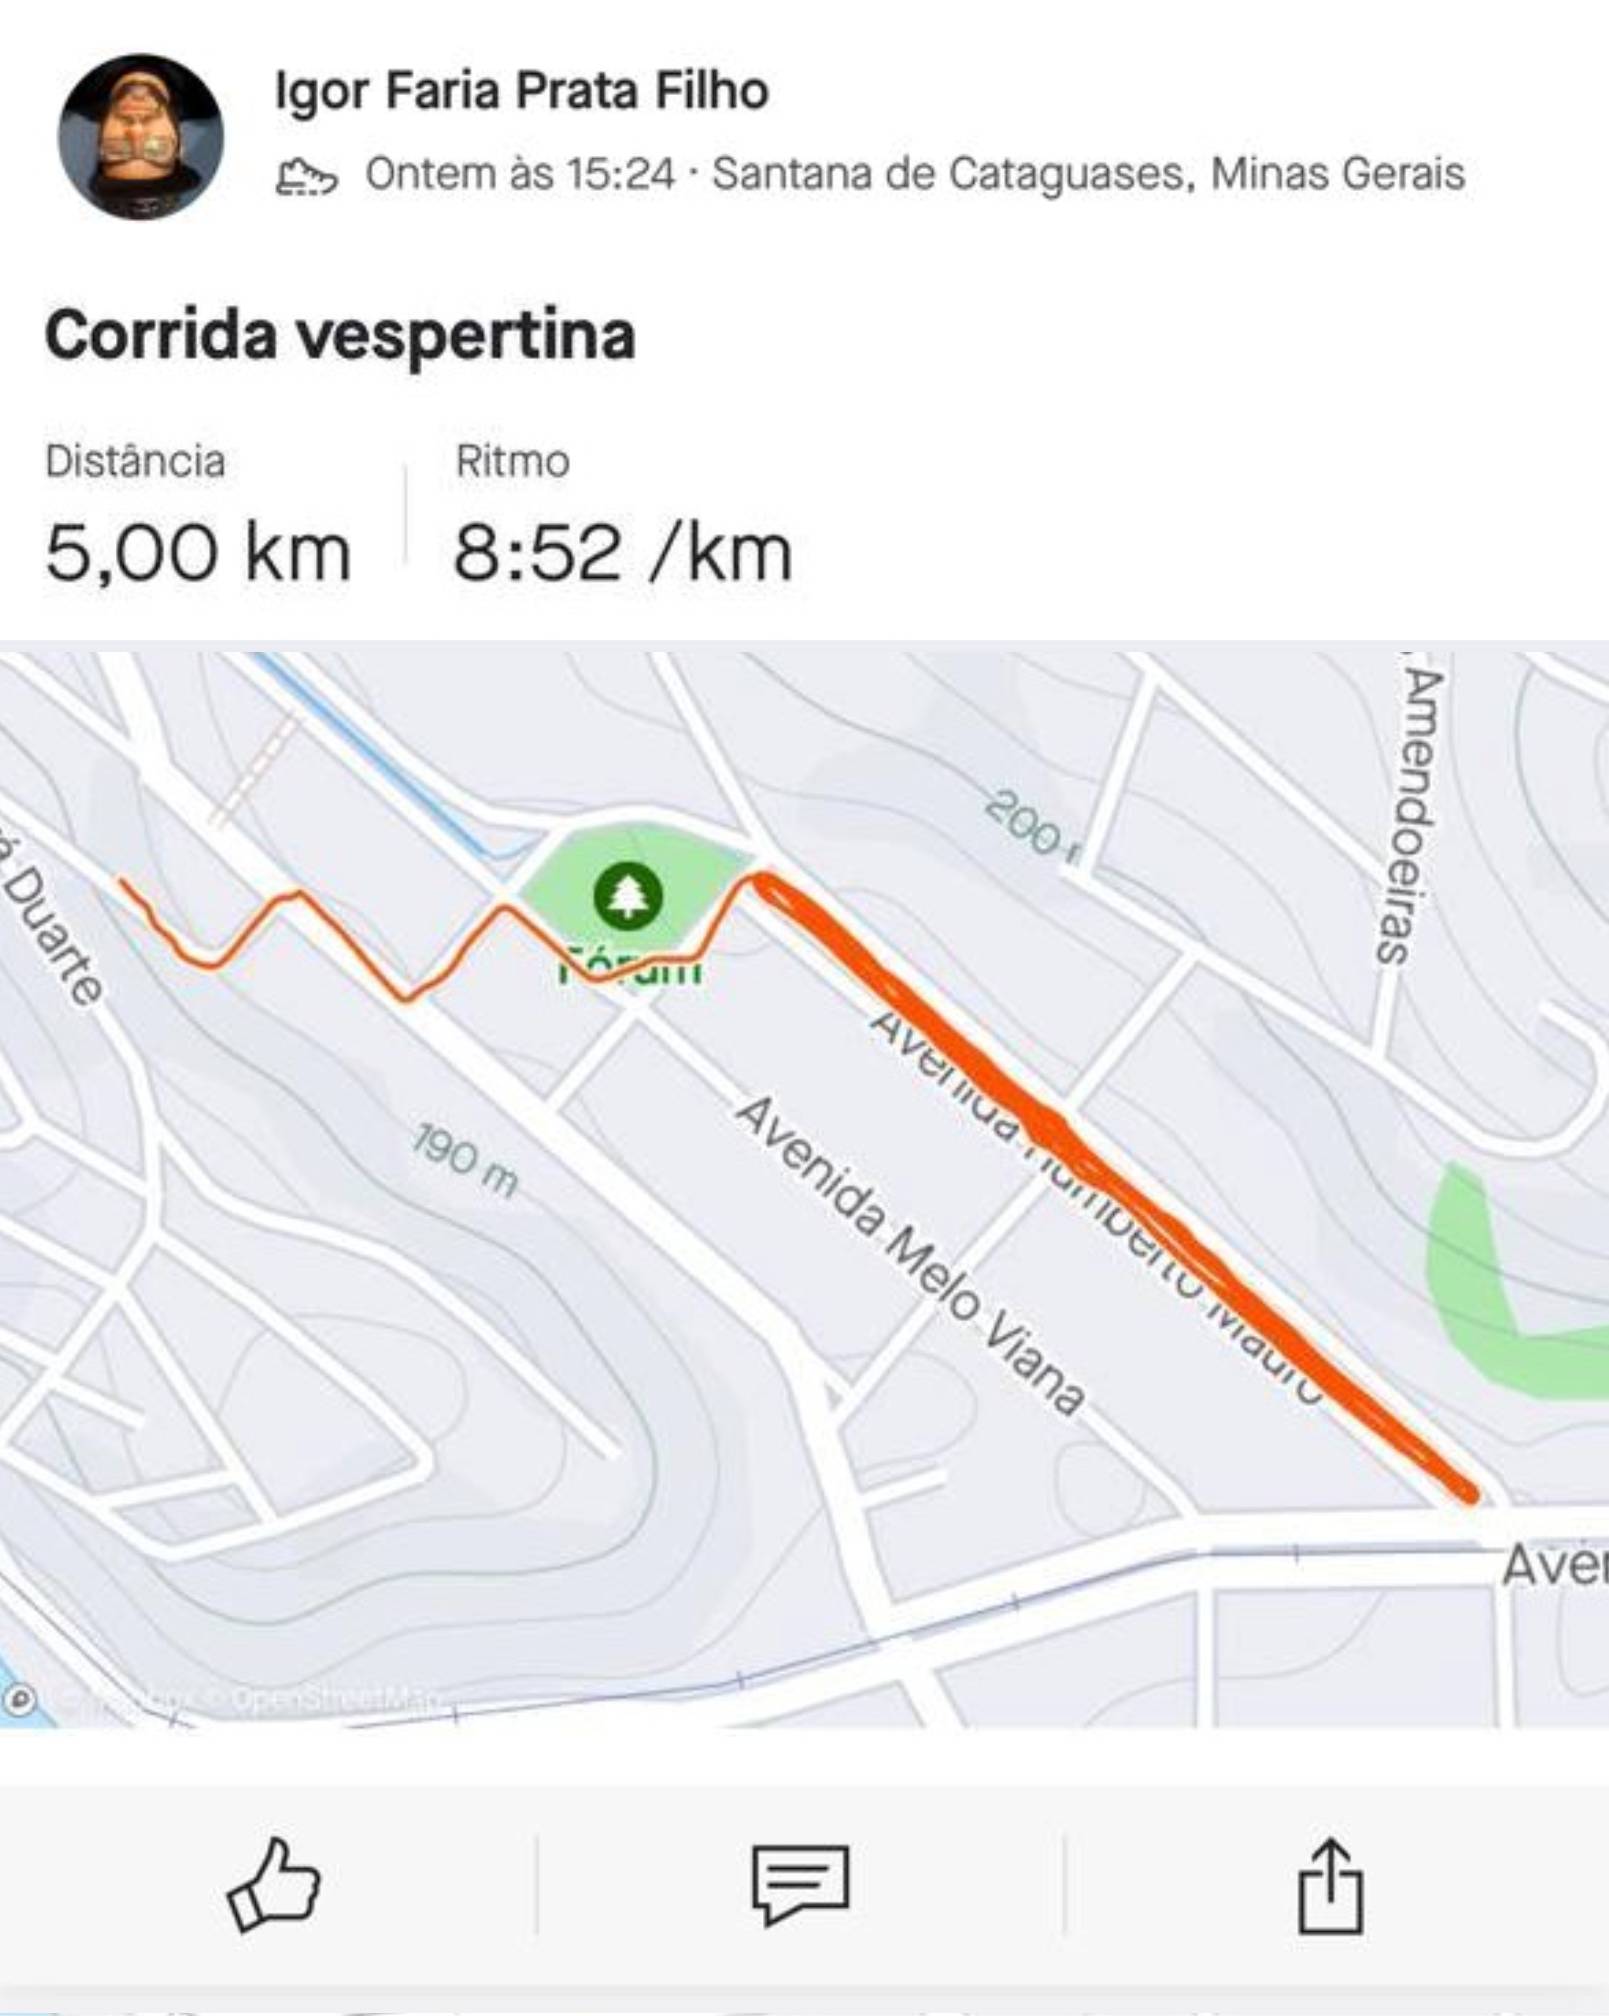 Igor Faria Prata Filho
Ontem às 15:24 · Santana de Cataguases, Minas Gerais
Corrida vespertina
Distância
Ritmo
5,00 km
8:52 /km
Amendoeiras
200
Duarte
Fórum
Avenida Humberto Mauro
190 m
Avenida Melo Viana
Aven
© OpenStreetMap